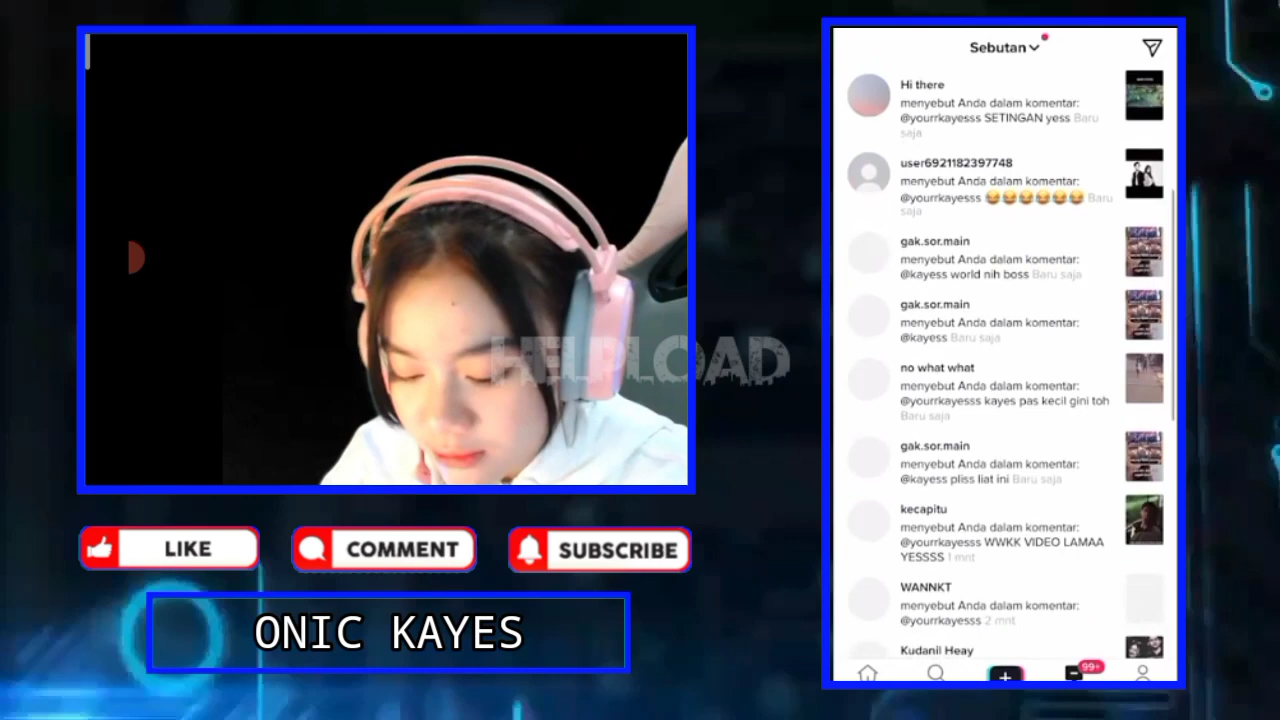 HELPLOAD
LIKE
COMMENT
SUBSCRIBE
ONIC KAYES
Sebutan
Hi there
menyebut Anda dalam komentar:
@yourrkayesss SETINGAN yess Baru
saja
user6921182397748
menyebut Anda dalam komentar:
@yourrkayesss 😂😂😂😂😂😂 Baru
saja
gak.sor.main
menyebut Anda dalam komentar:
@kayess world nih boss Baru saja
gak.sor.main
menyebut Anda dalam komentar:
@kayess Baru saja
no what what
menyebut Anda dalam komentar:
@yourrkayesss kayes pas kecil gini toh
Baru saja
gak.sor.main
menyebut Anda dalam komentar:
@kayess pliss liat ini Baru saja
kecapitu
menyebut Anda dalam komentar:
@yourrkayesss WWKK VIDEO LAMAA
YESSSS 1 mnt
WANNKT
menyebut Anda dalam komentar:
@yourrkayesss 2 mnt
Kudanil Heay
99+